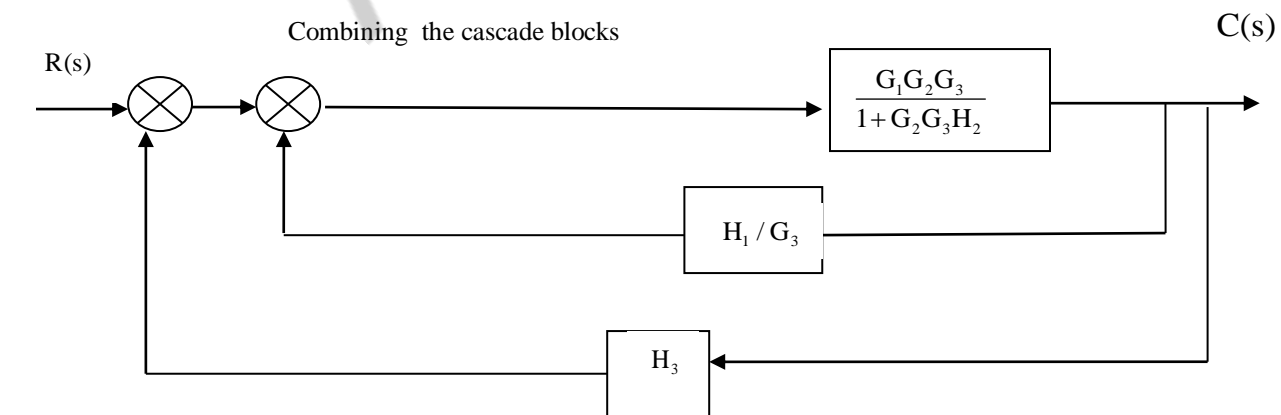 C(s)
Combining the cascade blocks
R(s)
G₁G₂G₃
1+G₂G₃H₂
H₁ / G₃
H₃